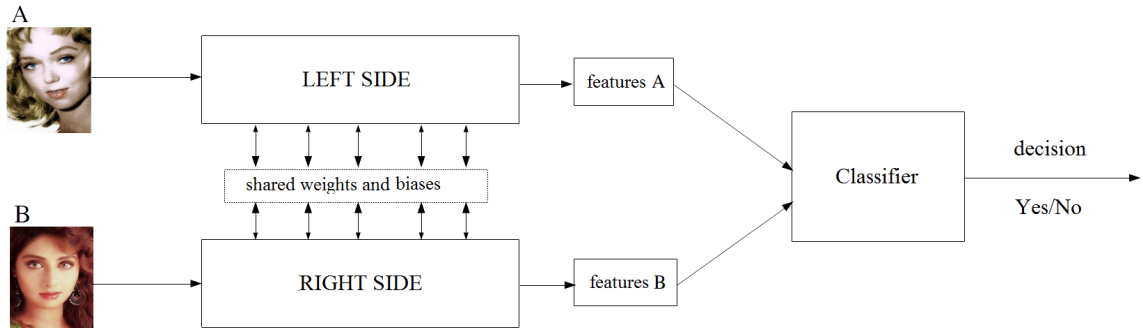 A
LEFT SIDE
features A
shared weights and biases
Classifier
decision
Yes/No
B
RIGHT SIDE
features B